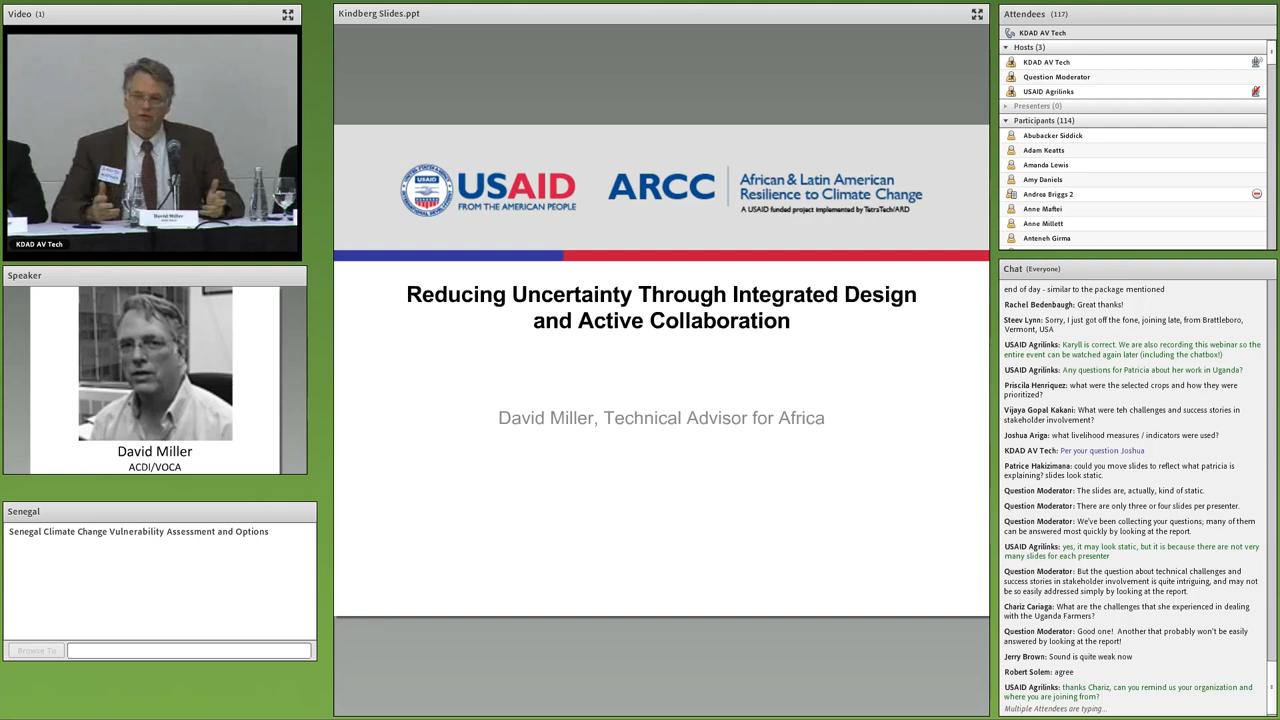 Video (1)
David Miller
KDAD AV Tech
Speaker
David Miller
ACDI/VOCA
Senegal
Senegal Climate Change Vulnerability Assessment and Options
Browse To
Kindberg Slides.ppt
USAID
FROM THE AMERICAN PEOPLE
ARCC
African & Latin American
Resilience to Climate Change
A USAID funded project implemented by TetraTech/ARD
Reducing Uncertainty Through Integrated Design
and Active Collaboration
David Miller, Technical Advisor for Africa
Attendees (117)
KDAD AV Tech
Hosts (3)
KDAD AV Tech
Question Moderator
USAID Agrilinks
Presenters (0)
Participants (114)
Abubacker Siddick
Adam Keatts
Amanda Lewis
Amy Daniels
Andrea Briggs 2
Anne Maftei
Anne Millett
Anteneh Girma
Chat (Everyone)
end of day - similar to the package mentioned
Rachel Bedenbaugh: Great thanks!
Steev Lynn: Sorry, I just got off the fone, joining late, from Brattleboro,
Vermont, USA
USAID Agrilinks: Karyll is correct. We are also recording this webinar so the
entire event can be watched again later (including the chatbox!)
USAID Agrilinks: Any questions for Patricia about her work in Uganda?
Priscila Henriquez: what were the selected crops and how they were
prioritized?
Vijaya Gopal Kakani: What were teh challenges and success stories in
stakeholder involvement?
Joshua Ariga: what livelihood measures / indicators were used?
KDAD AV Tech: Per your question Joshua
Patrice Hakizimana: could you move slides to reflect what patricia is
explaining? slides look static.
Question Moderator: The slides are, actually, kind of static.
Question Moderator: There are only three or four slides per presenter.
Question Moderator: We've been collecting your questions; many of them
can be answered most quickly by looking at the report.
USAID Agrilinks: yes, it may look static, but it is because there are not very
many slides for each presenter
Question Moderator: But the question about technical challenges and
success stories in stakeholder involvement is quite intriguing, and may not
be so easily addressed simply by looking at the report.
Chariz Cariaga: What are the challenges that she experienced in dealing
with the Uganda Farmers?
Question Moderator: Good one! Another that probably won't be easily
answered by looking at the report!
Jerry Brown: Sound is quite weak now
Robert Solem: agree
USAID Agrilinks: thanks Chariz, can you remind us your organization and
where you are joining from?
Multiple Attendees are typing...